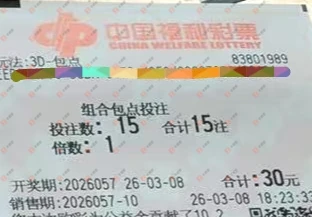 中国福利彩票
CHINA WELFARE LOTTERY
玩法:3D-包点
83801989
组合包点投注
投注数: 15 合计15注
倍数: 1
开奖期:2026057 26-03-08 合计:30元
销售期:2026057-10 26-03-08 18:23:33